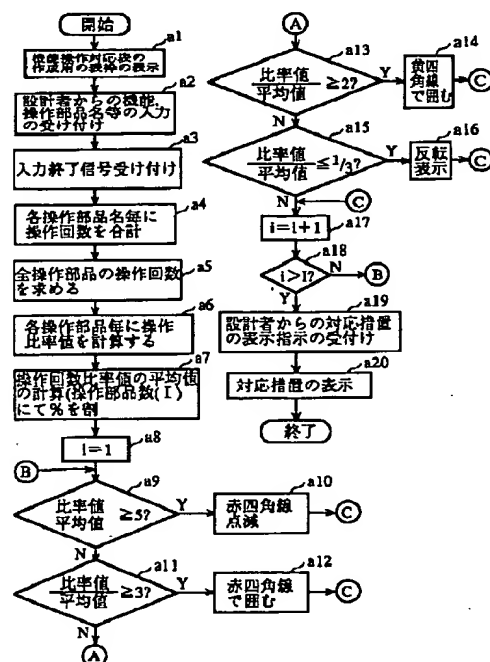 開始
a1
機能操作対応表の
作成用の表枠の表示
a2
設計者からの機能、
操作部品名等の入力
の受け付け
a3
入力終了信号受け付け
a4
各操作部品名毎に
操作回数を合計
a5
全操作部品の操作回数
を求める
a6
各操作部品毎に操作
比率値を計算する
a7
操作回数比率値の平均値
の計算(操作部品数(I)
にて%を割
a8
i=1
B
a9
比率値
平均値
≧5?
Y
N
a10
赤四角線
点滅
C
a11
比率値
平均値
≧3?
Y
N
a12
赤四角線
で囲む
C
A
A
a13
比率値
平均値
≧2?
Y
N
a14
黄四
角線
で囲む
C
a15
比率値
平均値
≦1/3?
Y
N
a16
反転
表示
C
C
a17
i=i+1
a18
i>I?
N
B
Y
a19
設計者からの対応措置
の表示指示の受付け
a20
対応措置の表示
終了